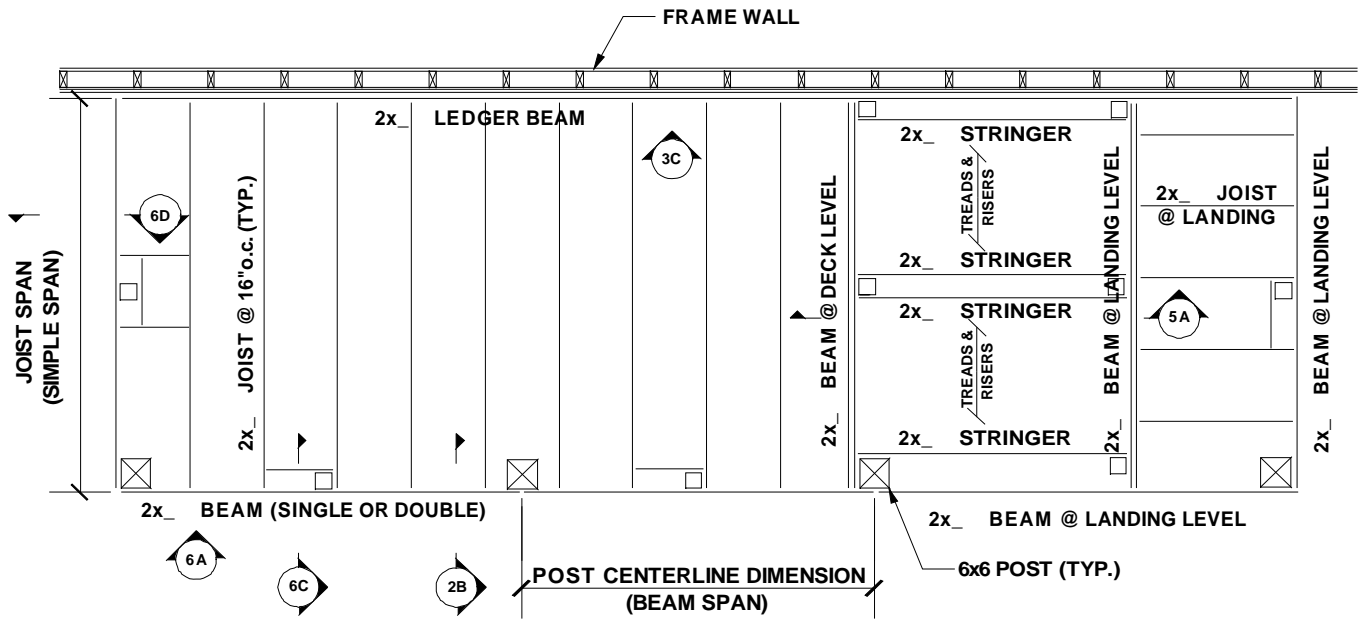 FRAME WALL
2x_ LEDGER BEAM
3C
6D
JOIST SPAN
(SIMPLE SPAN)
2x_ JOIST @ 16"o.c. (TYP.)
2x_ BEAM @ DECK LEVEL
2x_ STRINGER
TREADS &
RISERS
2x_ STRINGER
2x_ STRINGER
TREADS &
RISERS
2x_ STRINGER
2x_ BEAM @ LANDING LEVEL
2x_ JOIST
@ LANDING
5A
2x_ BEAM @ LANDING LEVEL
2x_ BEAM (SINGLE OR DOUBLE)
2x_ BEAM @ LANDING LEVEL
6A
6C
2B
POST CENTERLINE DIMENSION
(BEAM SPAN)
6x6 POST (TYP.)